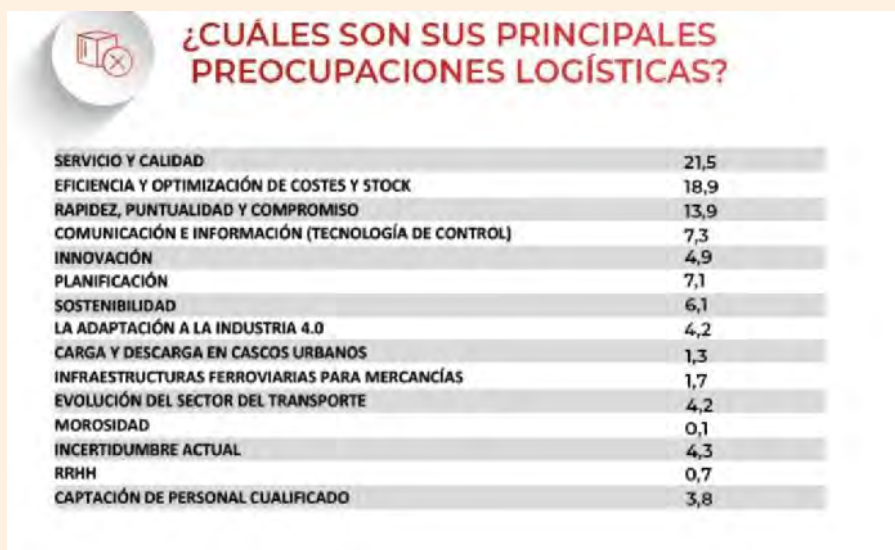 ¿CUÁLES SON SUS PRINCIPALES
PREOCUPACIONES LOGÍSTICAS?
SERVICIO Y CALIDAD 21,5
EFICIENCIA Y OPTIMIZACIÓN DE COSTES Y STOCK 18,9
RAPIDEZ, PUNTUALIDAD Y COMPROMISO 13,9
COMUNICACIÓN E INFORMACIÓN (TECNOLOGÍA DE CONTROL) 7,3
INNOVACIÓN 4,9
PLANIFICACIÓN 7,1
SOSTENIBILIDAD 6,1
LA ADAPTACIÓN A LA INDUSTRIA 4.0 4,2
CARGA Y DESCARGA EN CASCOS URBANOS 1,3
INFRAESTRUCTURAS FERROVIARIAS PARA MERCANCÍAS 1,7
EVOLUCIÓN DEL SECTOR DEL TRANSPORTE 4,2
MOROSIDAD 0,1
INCERTIDUMBRE ACTUAL 4,3
RRHH 0,7
CAPTACIÓN DE PERSONAL CUALIFICADO 3,8